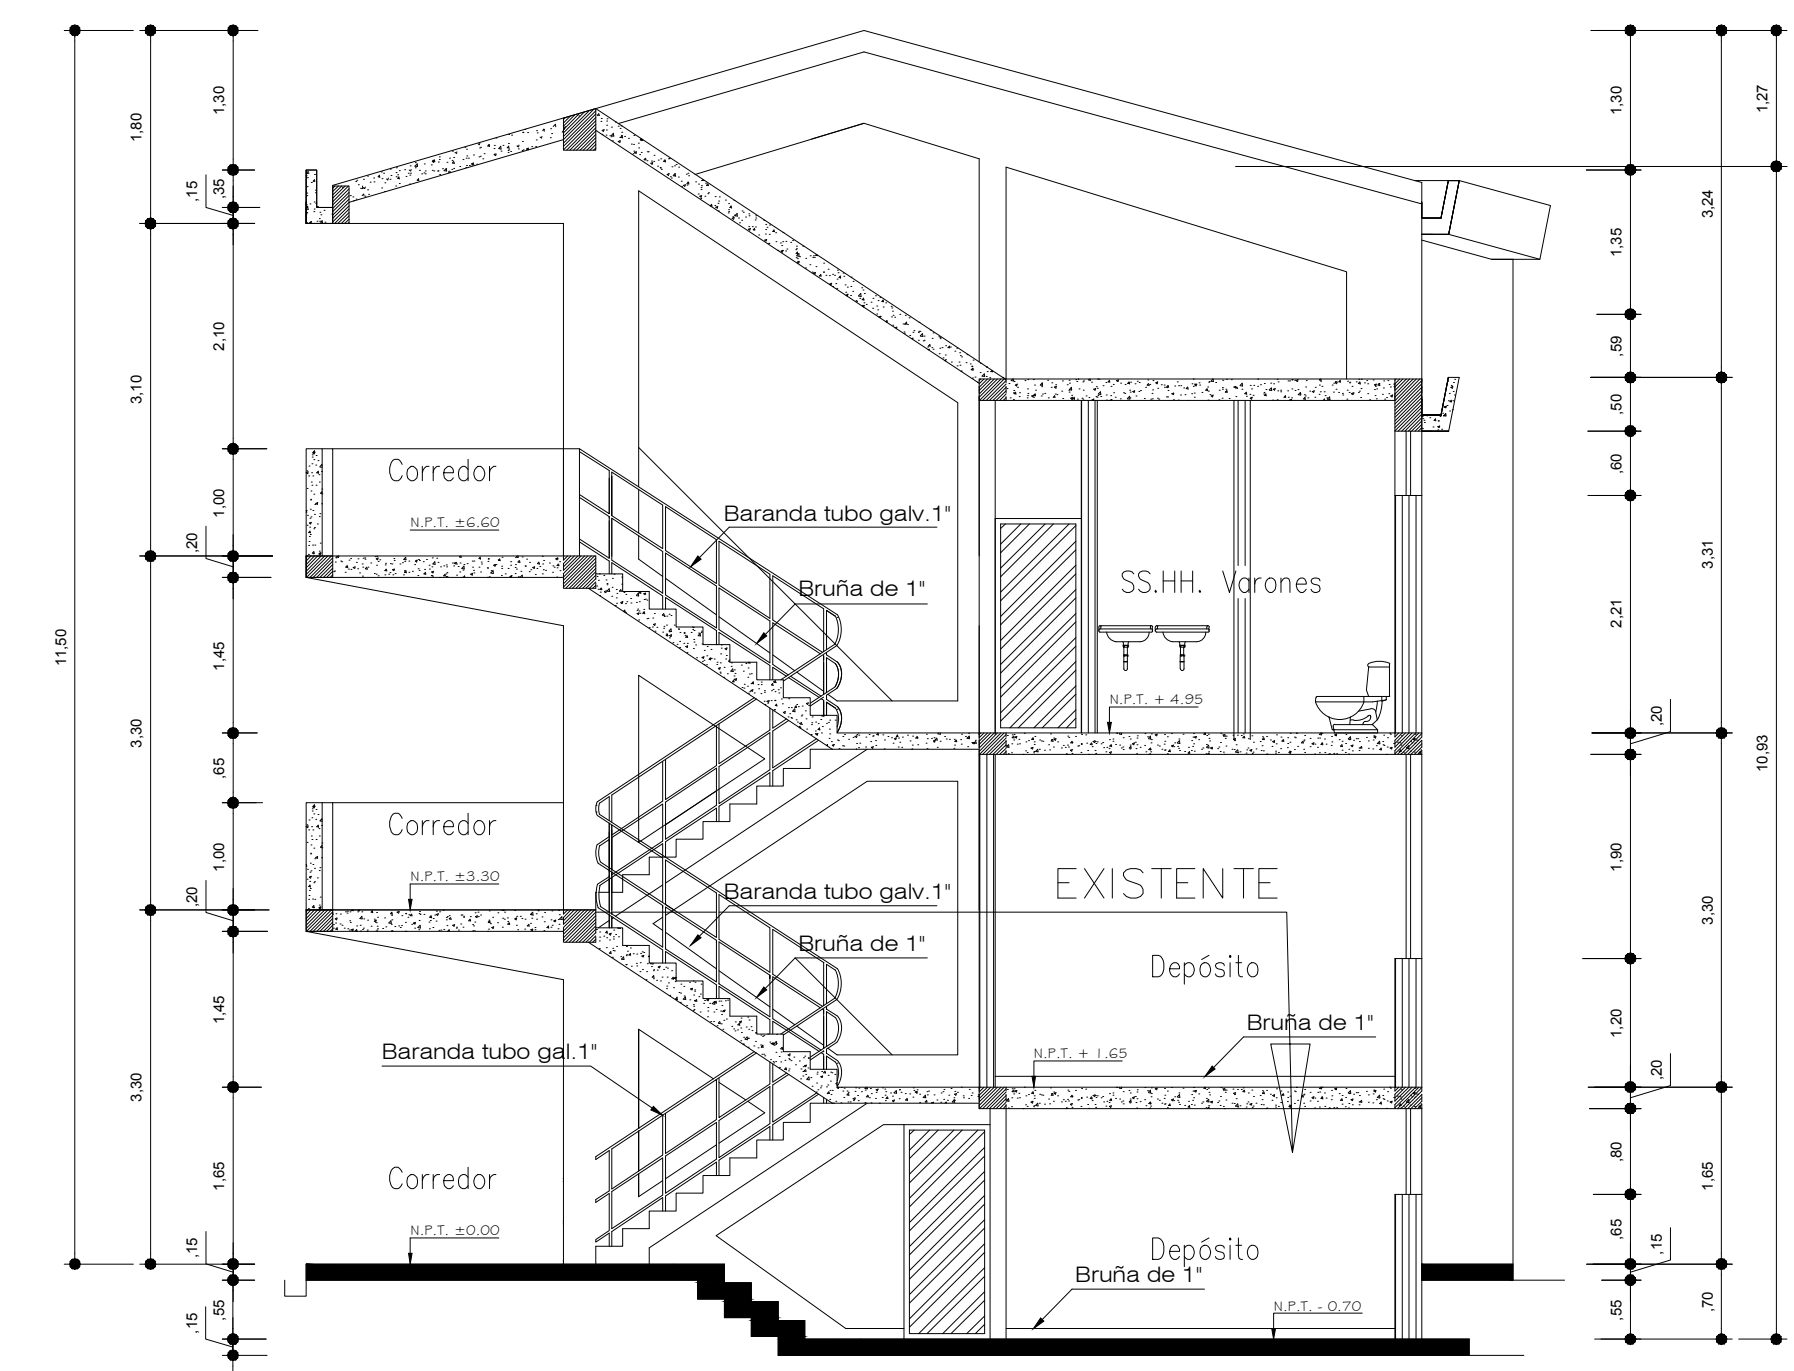 1,30
1,80
,35
,15
2,10
3,10
1,00
,20
11,50
1,45
3,30
,65
1,00
,20
1,45
3,30
1,65
,15
,55
,15
Corredor
N.P.T. ±6.60
Baranda tubo galv.1"
Bruña de 1"
SS.HH. Varones
N.P.T. + 4.95
Corredor
N.P.T. ±3.30
Baranda tubo galv.1"
Bruña de 1"
EXISTENTE
Depósito
Bruña de 1"
N.P.T. + 1.65
Baranda tubo gal.1"
Corredor
N.P.T. ±0.00
Depósito
Bruña de 1"
N.P.T. - 0.70
1,30
1,27
3,24
1,35
,59
,50
,60
3,31
2,21
,20
10,93
1,90
3,30
1,20
,20
,80
1,65
,65
,15
,55
,70